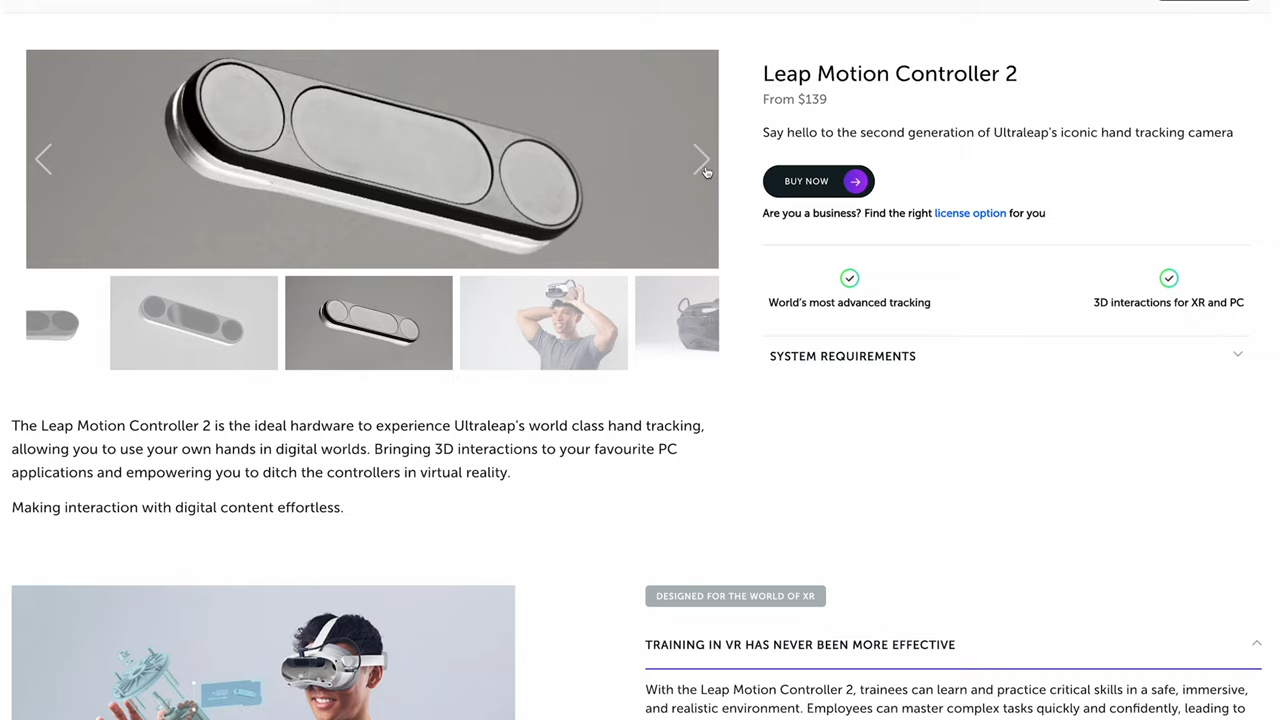 Leap Motion Controller 2
From $139
Say hello to the second generation of Ultraleap's iconic hand tracking camera
BUY NOW
Are you a business? Find the right license option for you
World's most advanced tracking
3D interactions for XR and PC
SYSTEM REQUIREMENTS
The Leap Motion Controller 2 is the ideal hardware to experience Ultraleap's world class hand tracking,
allowing you to use your own hands in digital worlds. Bringing 3D interactions to your favourite PC
applications and empowering you to ditch the controllers in virtual reality.
Making interaction with digital content effortless.
DESIGNED FOR THE WORLD OF XR
TRAINING IN VR HAS NEVER BEEN MORE EFFECTIVE
With the Leap Motion Controller 2, trainees can learn and practice critical skills in a safe, immersive,
and realistic environment. Employees can master complex tasks quickly and confidently, leading to